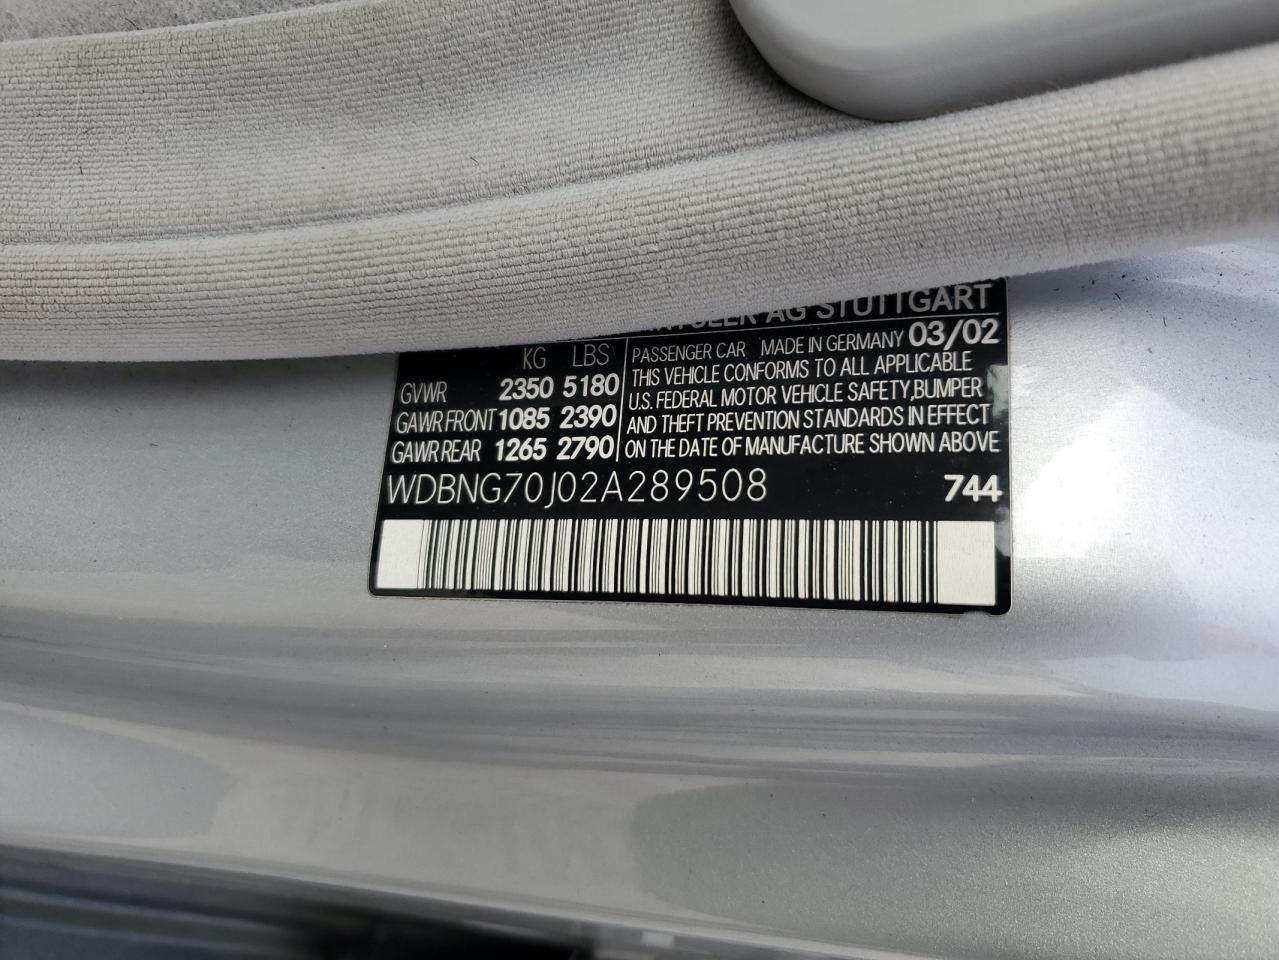 AG STUTTGART
KG LBS
GVWR 2350 5180
GAWR FRONT 1085 2390
GAWR REAR 1265 2790
PASSENGER CAR MADE IN GERMANY 03/02
THIS VEHICLE CONFORMS TO ALL APPLICABLE
U.S. FEDERAL MOTOR VEHICLE SAFETY, BUMPER
AND THEFT PREVENTION STANDARDS IN EFFECT
ON THE DATE OF MANUFACTURE SHOWN ABOVE
WDBNG70J02A289508 744